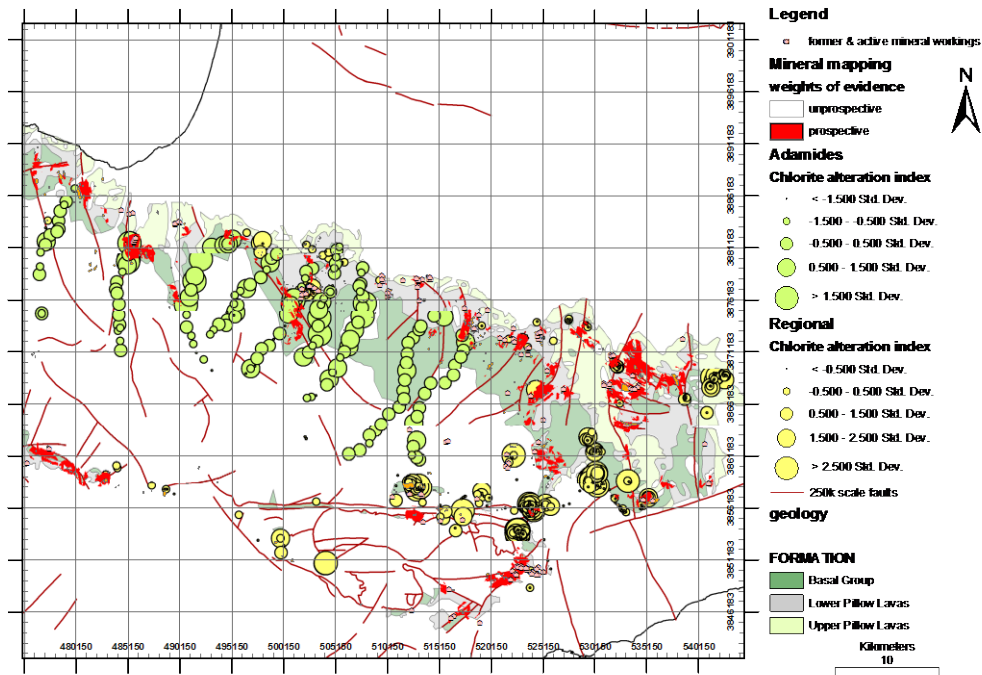 Legend
former & active mineral workings
Mineral mapping
weights of evidence
unprospective
prospective
N
Adamides
Chlorite alteration index
< -1.500 Std. Dev.
-1.500 - -0.500 Std. Dev.
-0.500 - 0.500 Std. Dev.
0.500 - 1.500 Std. Dev.
> 1.500 Std. Dev.
Regional
Chlorite alteration index
< -0.500 Std. Dev.
-0.500 - 0.500 Std. Dev.
0.500 - 1.500 Std. Dev.
1.500 - 2.500 Std. Dev.
> 2.500 Std. Dev.
250k scale faults
geology
FORMATION
Basal Group
Lower Pillow Lavas
Upper Pillow Lavas
Kilometers
10
3901183
3896183
3891183
3886183
3881183
3876183
3871183
3866183
3861183
3856183
3851183
3846183
480150 485150 490150 495150 500150 505150 510150 515150 520150 525150 530150 535150 540150